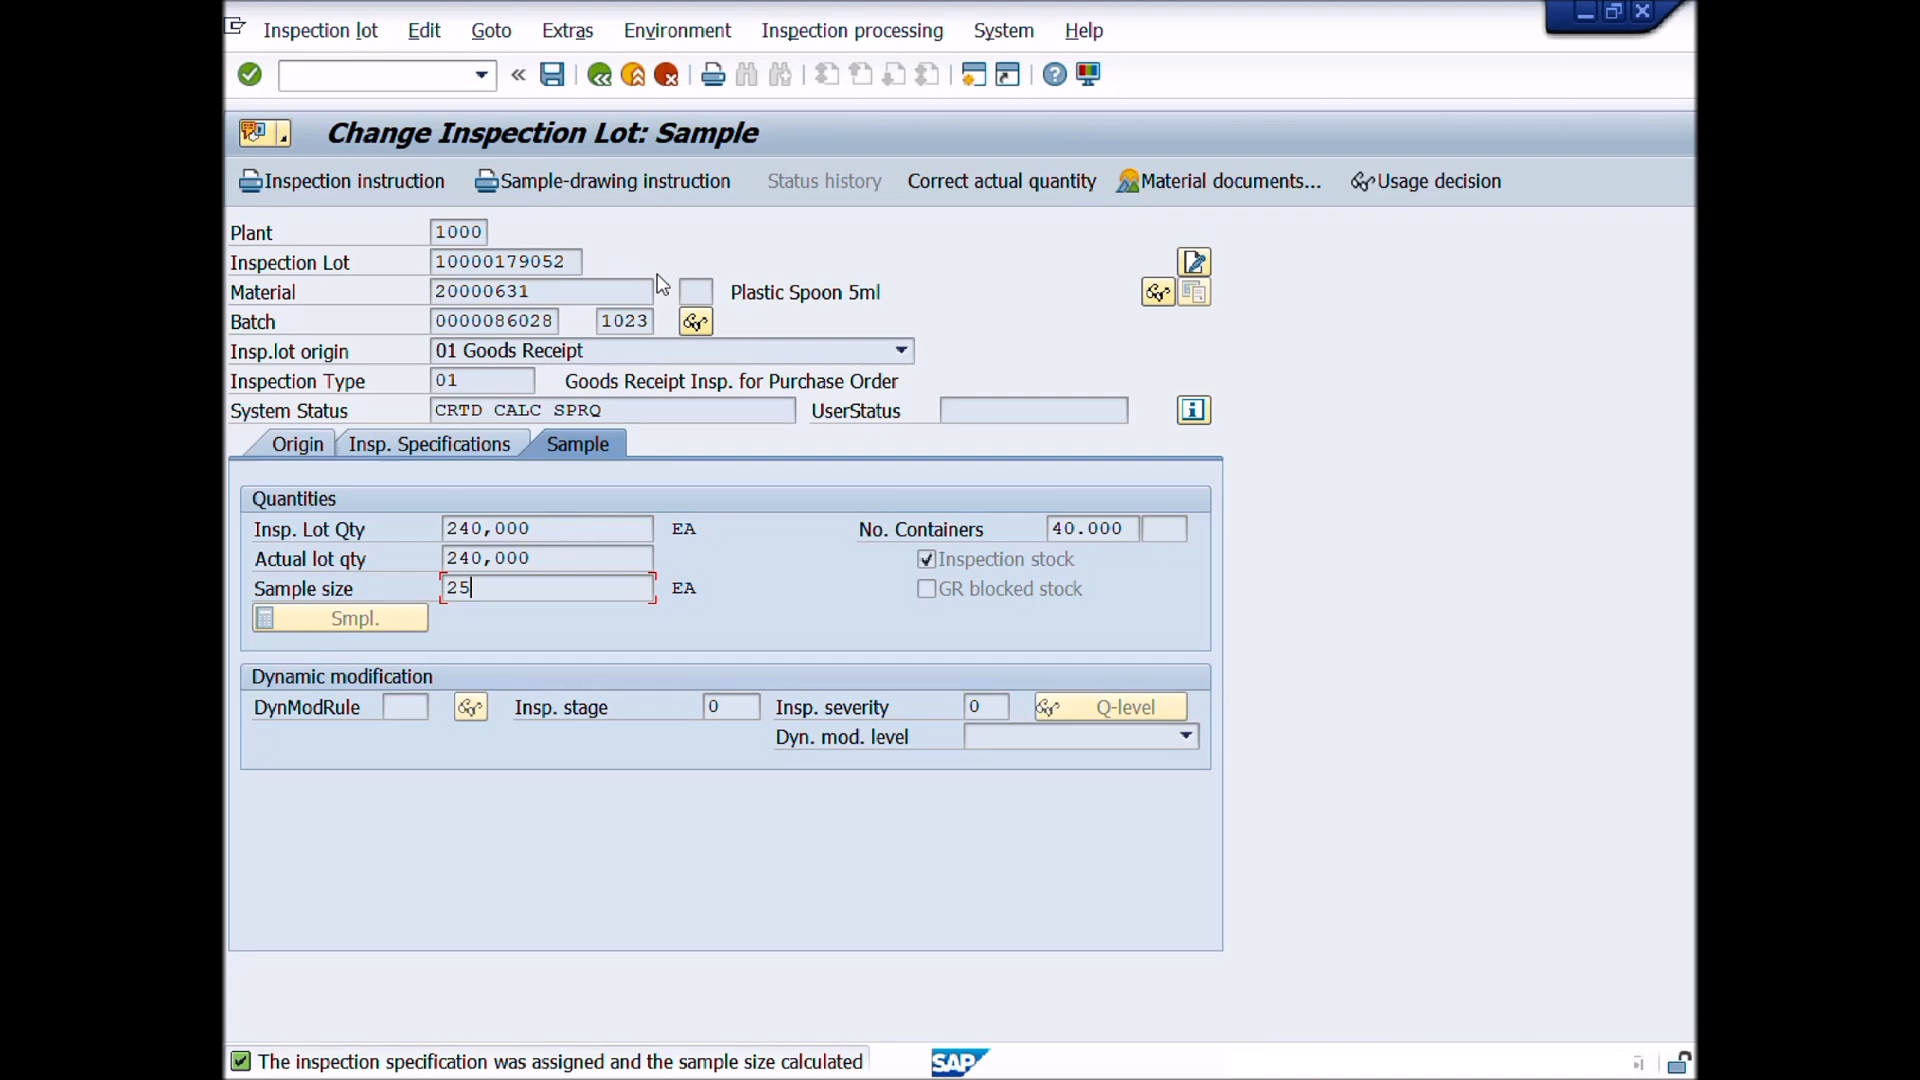 Inspection lot Edit Goto Extras Environment Inspection processing System Help
Change Inspection Lot: Sample
Inspection instruction Sample-drawing instruction Status history Correct actual quantity Material documents... Usage decision
Plant 1000
Inspection Lot 10000179052
Material 20000631 Plastic Spoon 5ml
Batch 0000086028 1023
Insp.lot origin 01 Goods Receipt
Inspection Type 01 Goods Receipt Insp. for Purchase Order
System Status CRTD CALC SPRQ UserStatus
Origin Insp. Specifications Sample
Quantities
Insp. Lot Qty 240,000 EA No. Containers 40.000
Actual lot qty 240,000 Inspection stock
Sample size 25 EA GR blocked stock
Smpl.
Dynamic modification
DynModRule Insp. stage 0 Insp. severity 0 Q-level
Dyn. mod. level
The inspection specification was assigned and the sample size calculated SAP